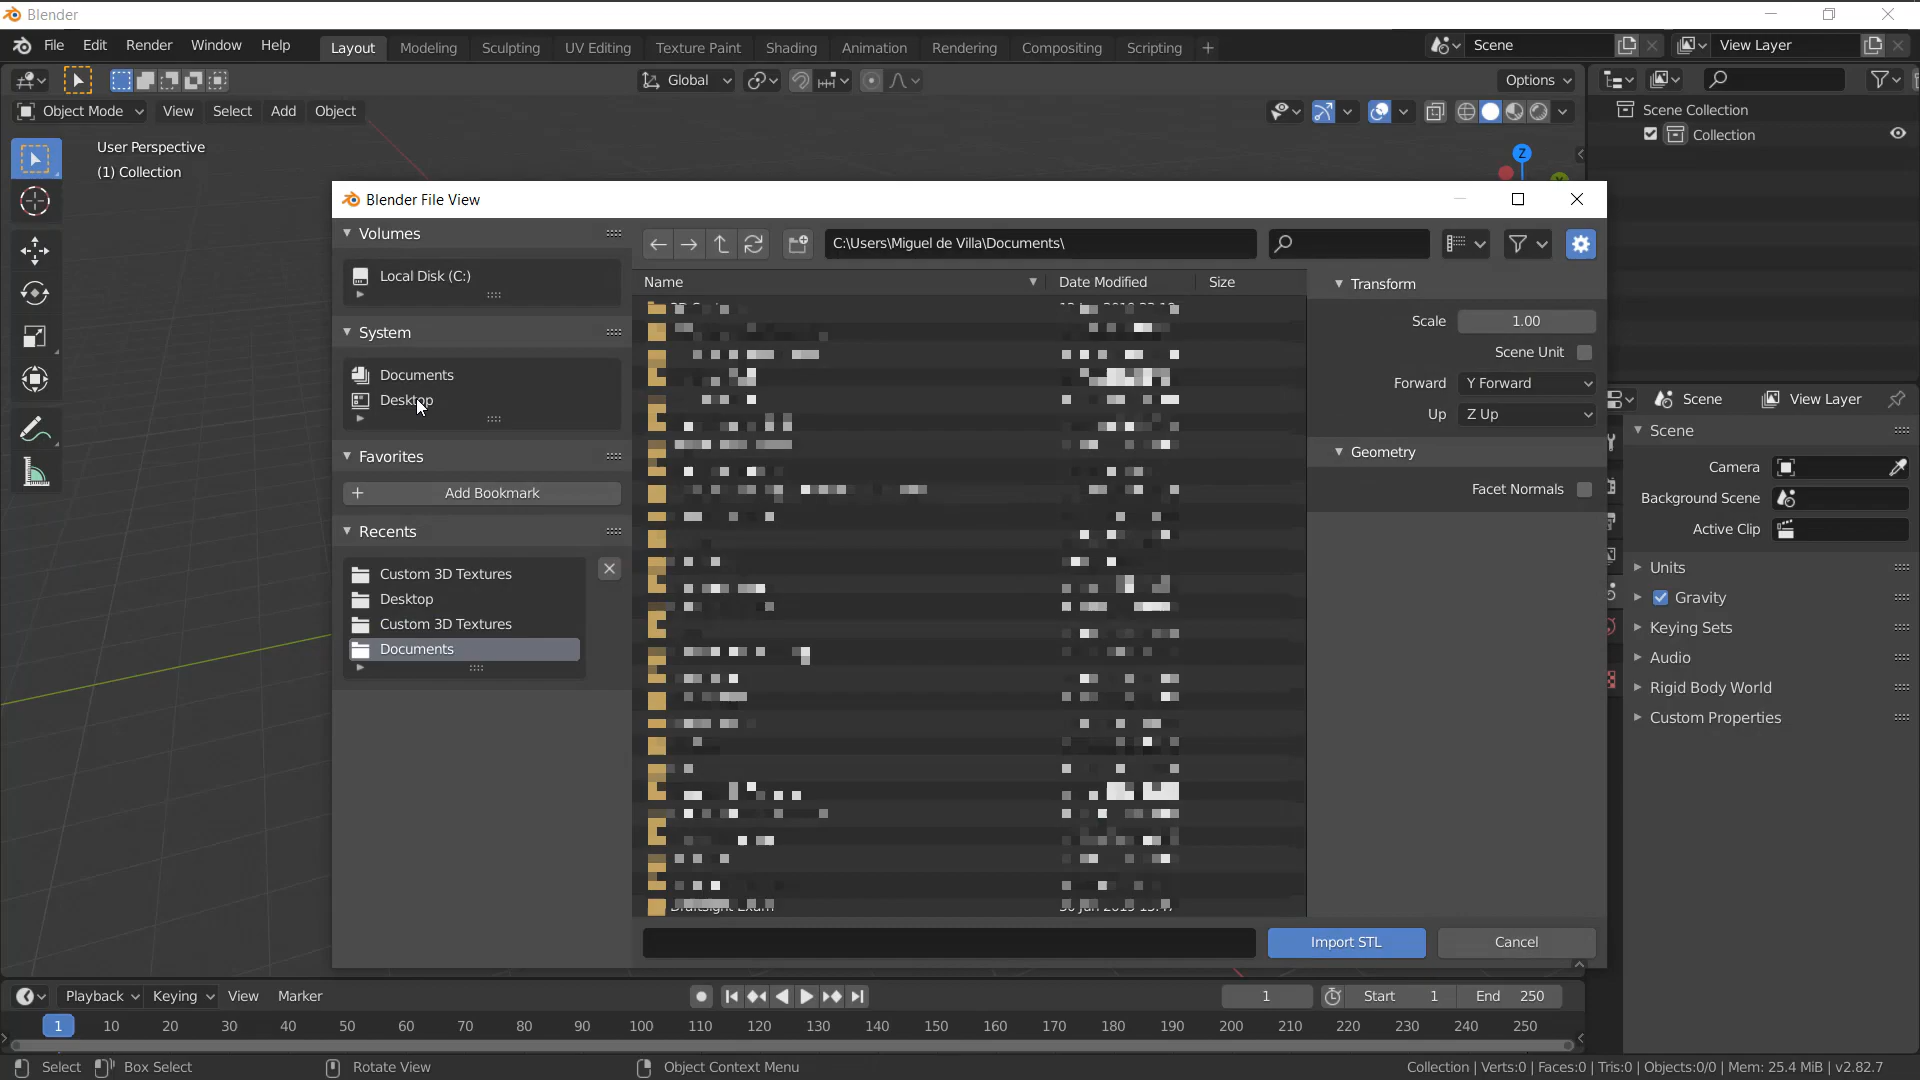 Blender
File Edit Render Window Help Layout Modeling Sculpting UV Editing Texture Paint Shading Animation Rendering Compositing Scripting + Scene View Layer
Global Options
Object Mode View Select Add Object
Scene Collection
Collection
User Perspective
(1) Collection
Z
Blender File View
Volumes
Local Disk (C:)
System
Documents
Desktop
Favorites
Add Bookmark
Recents
Custom 3D Textures
Desktop
Custom 3D Textures
Documents
C:\Users\Miguel de Villa\Documents\
Name Date Modified Size
Import STL Cancel
Transform
Scale 1.00
Scene Unit
Forward Y Forward
Up Z Up
Geometry
Facet Normals
Scene View Layer
Scene
Camera
Background Scene
Active Clip
Units
Gravity
Keying Sets
Audio
Rigid Body World
Custom Properties
Playback Keying View Marker 1 Start 1 End 250
1 10 20 30 40 50 60 70 80 90 100 110 120 130 140 150 160 170 180 190 200 210 220 230 240 250
Select Box Select Rotate View Object Context Menu Collection | Verts:0 | Faces:0 | Tris:0 | Objects:0/0 | Mem: 25.4 MiB | v2.82.7